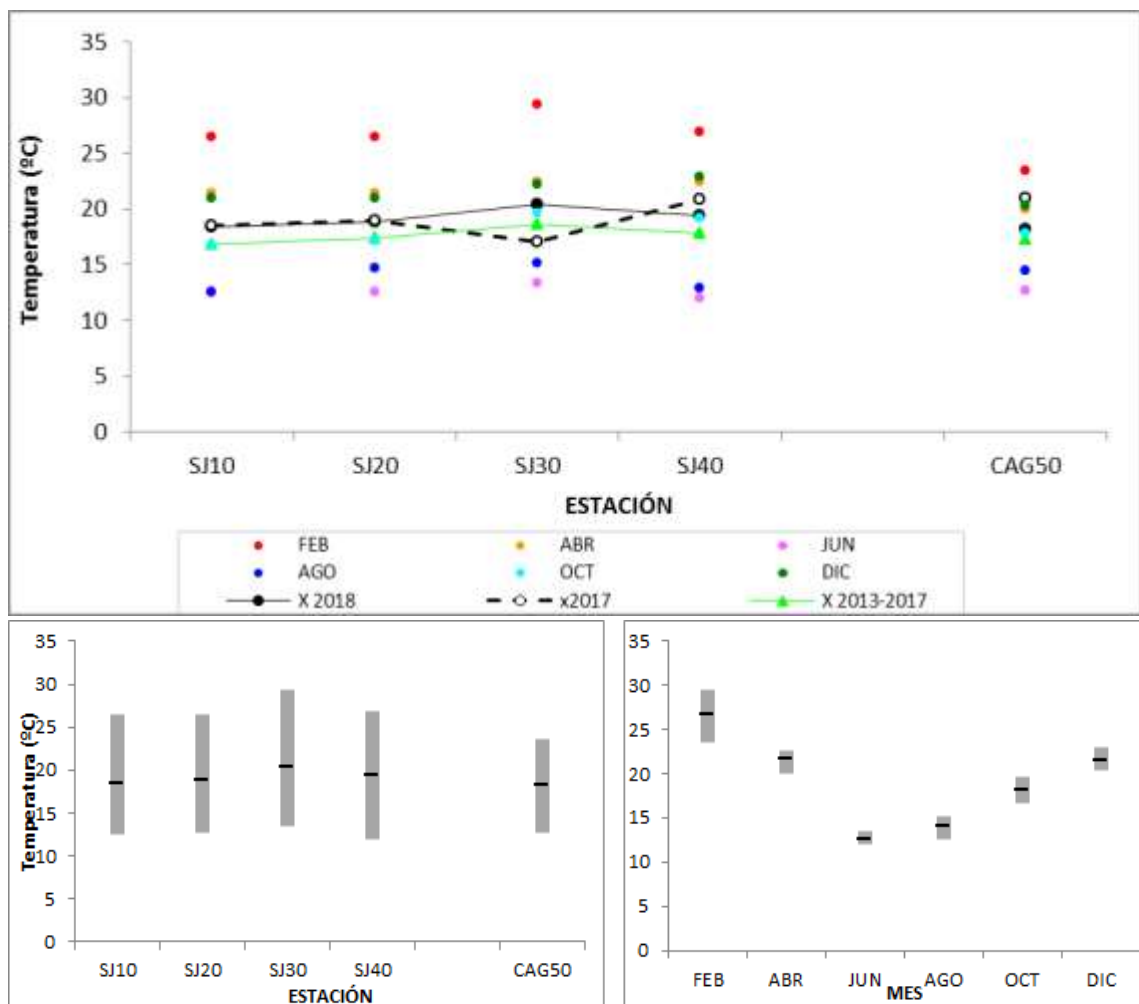 Temperatura (ºC)
35
30
25
20
15
10
5
0
SJ10 SJ20 SJ30 SJ40 CAG50
ESTACIÓN
FEB ABR JUN
AGO OCT DIC
X 2018 x2017 X 2013-2017
Temperatura (ºC)
35
30
25
20
15
10
5
0
SJ10 SJ20 SJ30 SJ40 CAG50
ESTACIÓN
35
30
25
20
15
10
5
0
FEB ABR JUN AGO OCT DIC
MES